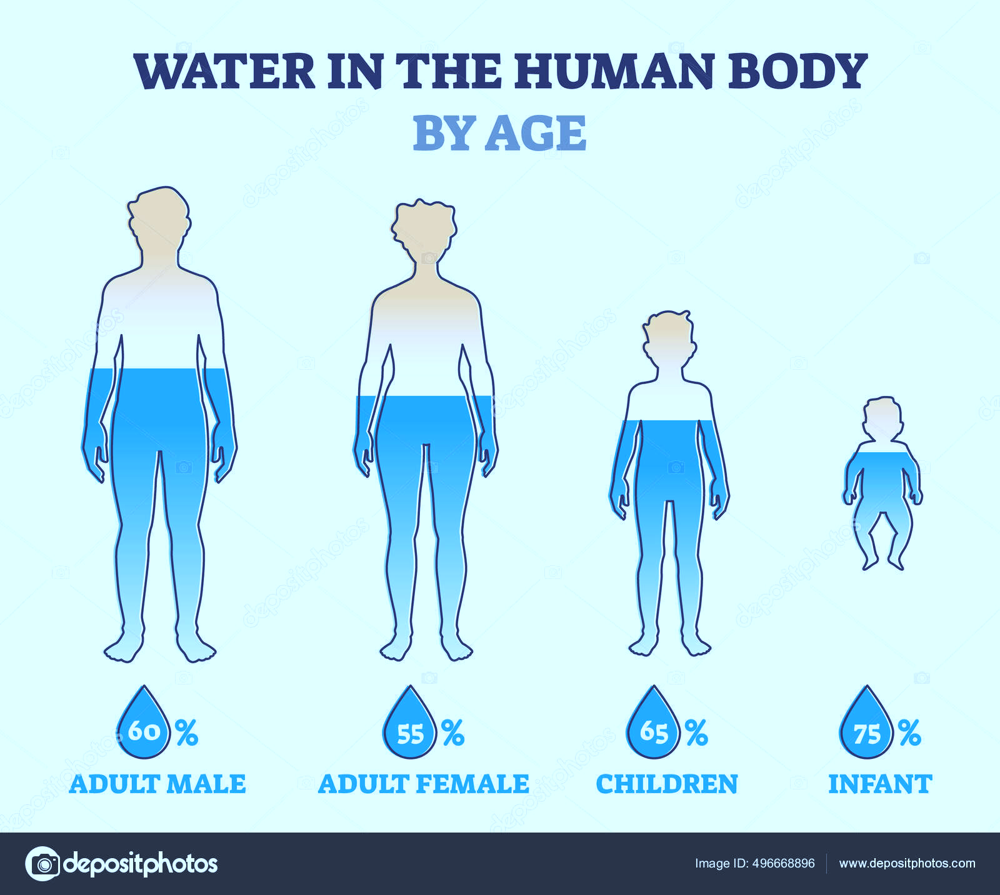 WATER IN THE HUMAN BODY
BY AGE
60 %
55 %
65 %
75 %
ADULT MALE
ADULT FEMALE
CHILDREN
INFANT
depositphotos
Image ID: 496668896
www.depositphotos.com